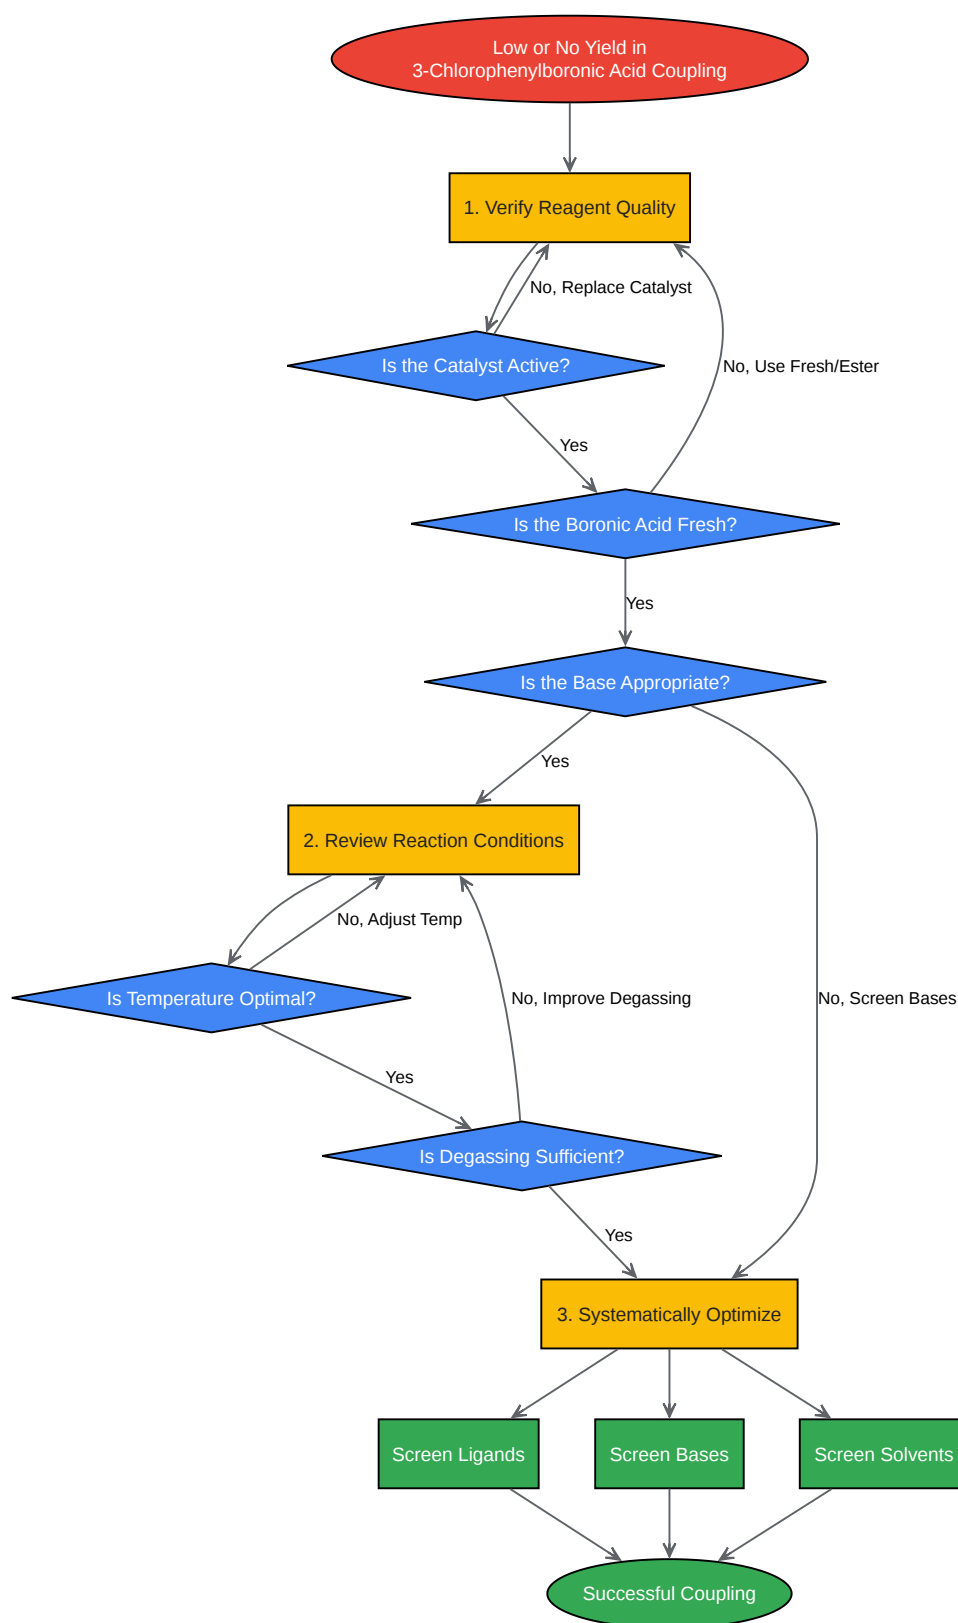 Low or No Yield in
3-Chlorophenylboronic Acid Coupling
1. Verify Reagent Quality
No, Replace Catalyst
Is the Catalyst Active?
No, Use Fresh/Ester
Yes
Is the Boronic Acid Fresh?
Yes
Is the Base Appropriate?
Yes
2. Review Reaction Conditions
No, Adjust Temp
Is Temperature Optimal?
No, Improve Degassing
No, Screen Bases
Yes
Is Degassing Sufficient?
Yes
3. Systematically Optimize
Screen Ligands
Screen Bases
Screen Solvents
Successful Coupling